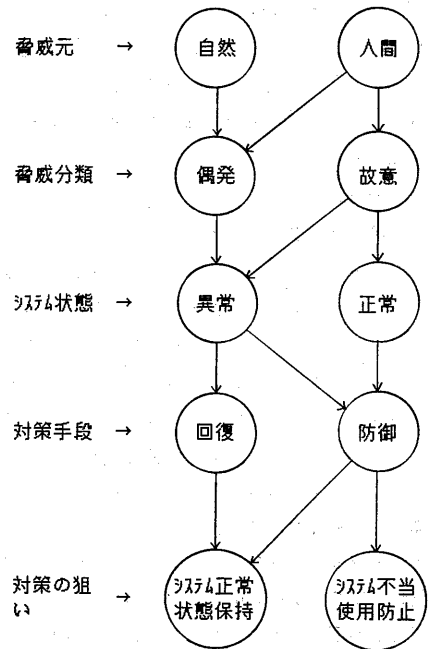 脅威元 → 自然 人間
脅威分類 → 偶発 故意
システム状態 → 異常 正常
対策手段 → 回復 防御
対策の狙い → システム正常状態保持 システム不当使用防止